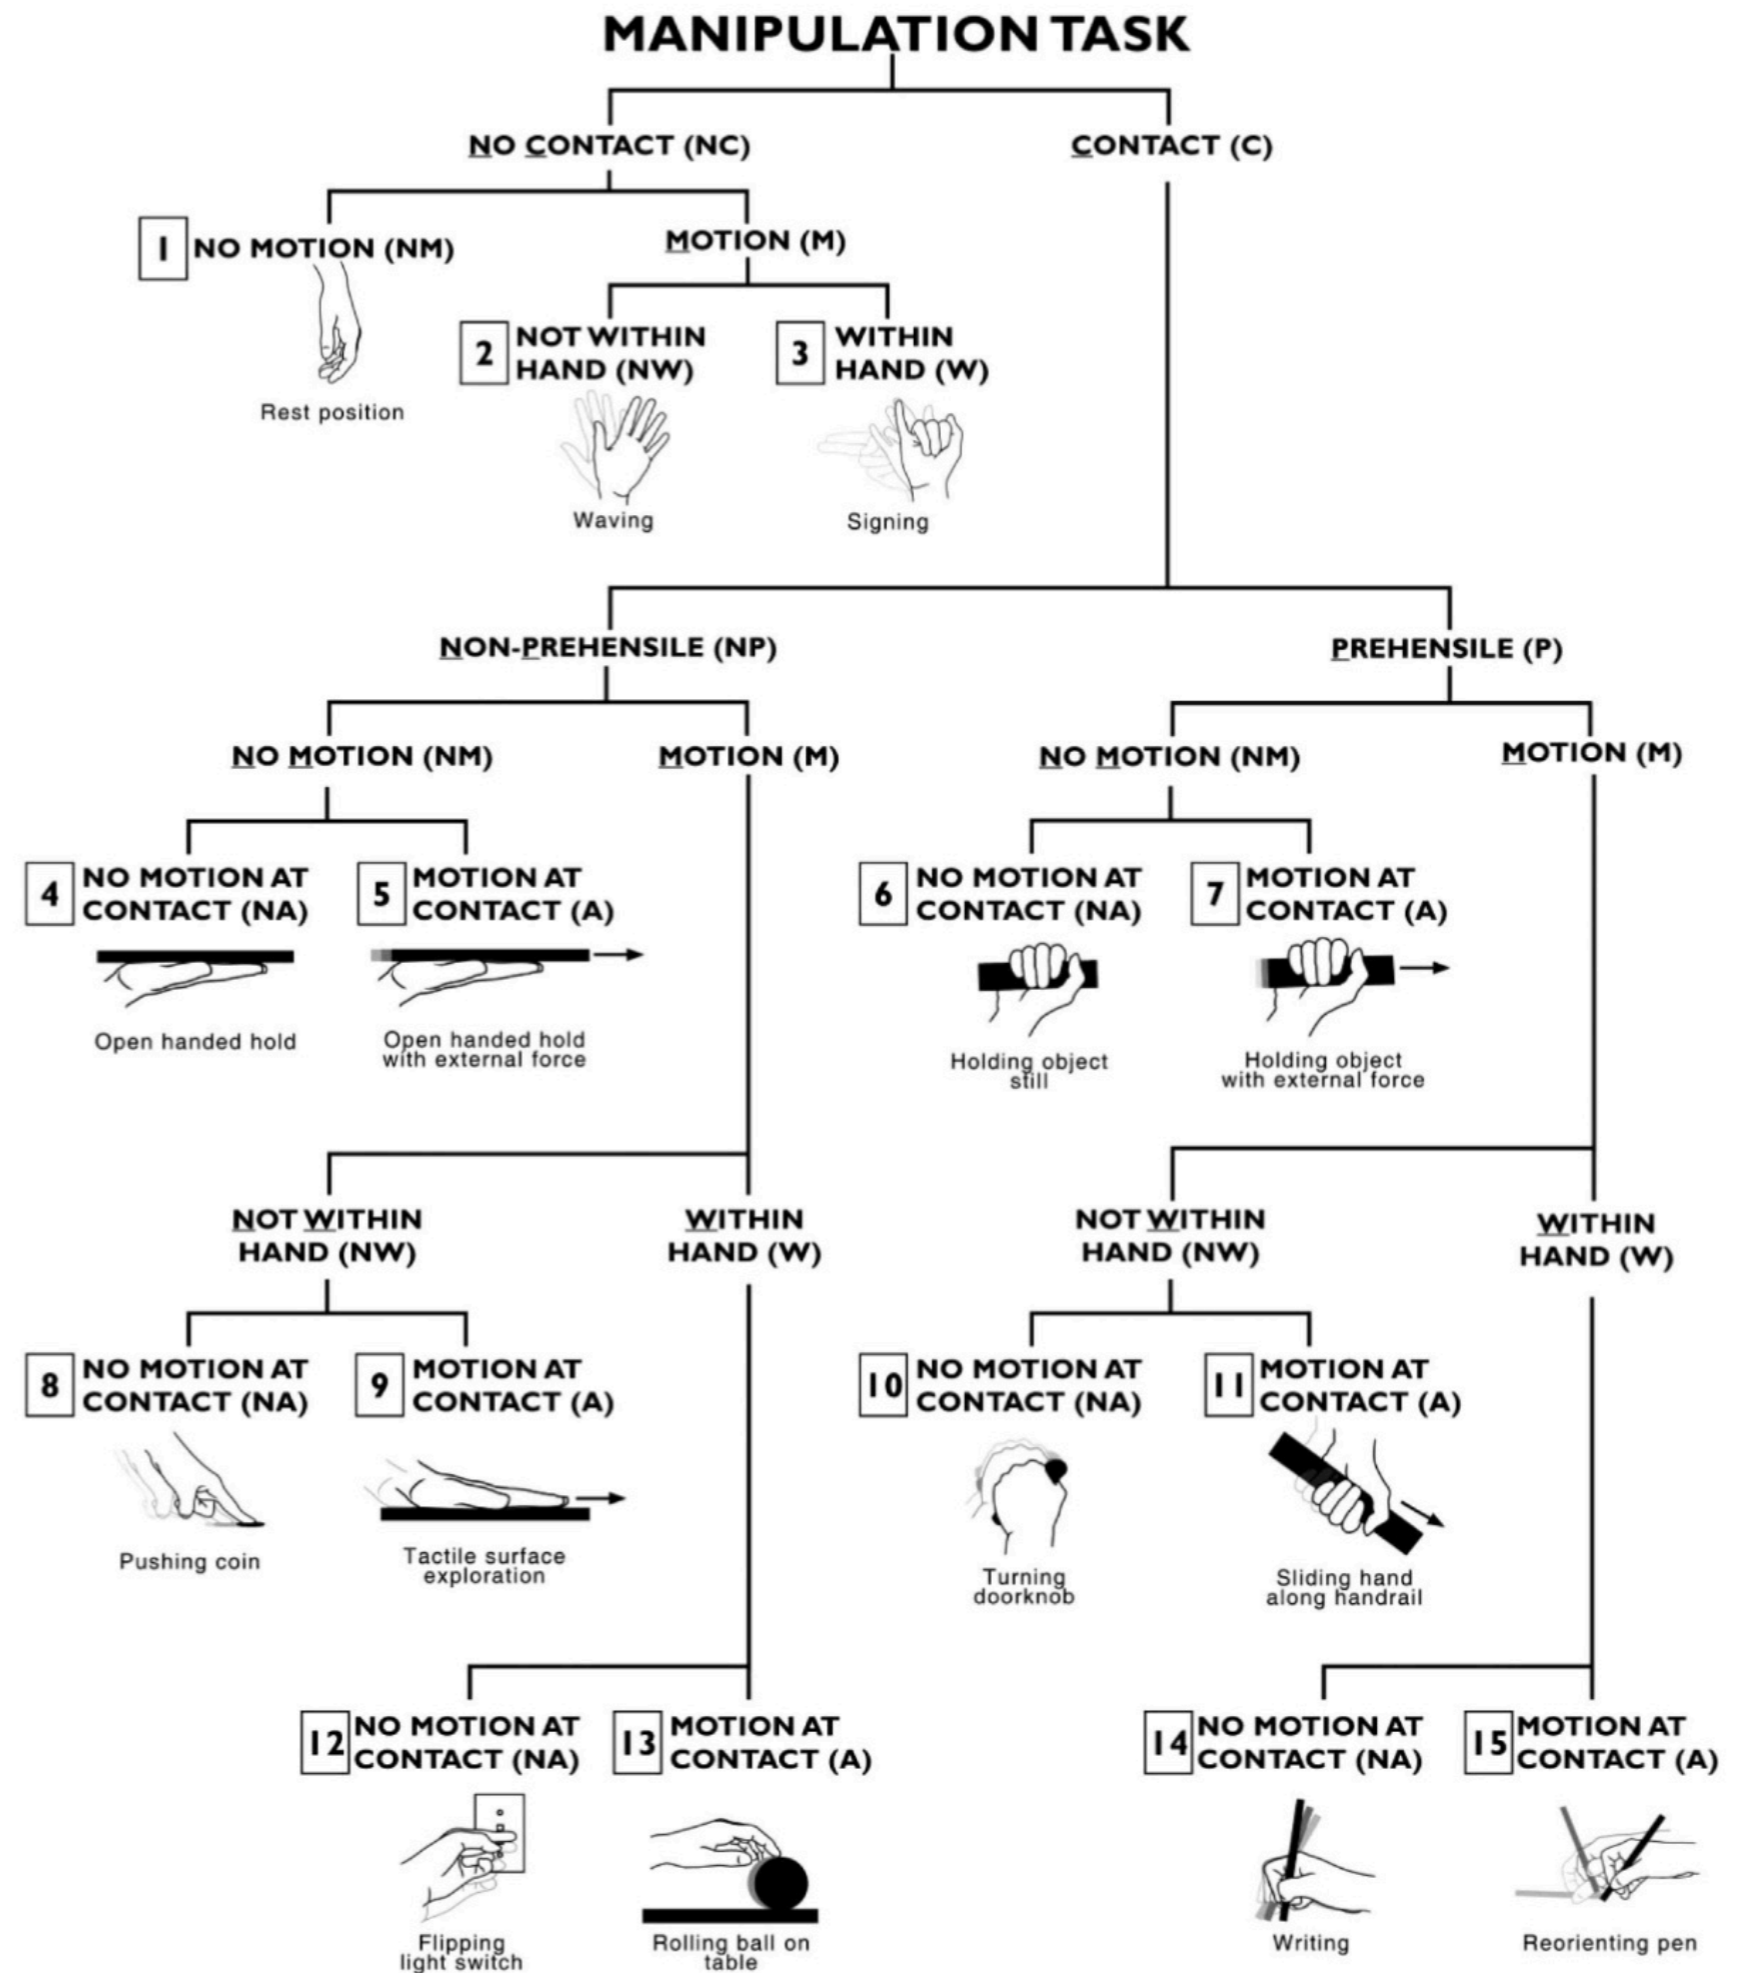 MANIPULATION TASK
NO CONTACT (NC)
CONTACT (C)
1 NO MOTION (NM)
MOTION (M)
Rest position
2 NOT WITHIN
HAND (NW)
3 WITHIN
HAND (W)
Waving
Signing
NON-PREHENSILE (NP)
PREHENSILE (P)
NO MOTION (NM)
MOTION (M)
NO MOTION (NM)
MOTION (M)
4 NO MOTION AT
CONTACT (NA)
5 MOTION AT
CONTACT (A)
6 NO MOTION AT
CONTACT (NA)
7 MOTION AT
CONTACT (A)
Open handed hold
Open handed hold
with external force
Holding object
still
Holding object
with external force
NOT WITHIN
HAND (NW)
WITHIN
HAND (W)
NOT WITHIN
HAND (NW)
WITHIN
HAND (W)
8 NO MOTION AT
CONTACT (NA)
9 MOTION AT
CONTACT (A)
10 NO MOTION AT
CONTACT (NA)
11 MOTION AT
CONTACT (A)
Pushing coin
Tactile surface
exploration
Turning
doorknob
Sliding hand
along handrail
12 NO MOTION AT
CONTACT (NA)
13 MOTION AT
CONTACT (A)
14 NO MOTION AT
CONTACT (NA)
15 MOTION AT
CONTACT (A)
Flipping
light switch
Rolling ball on
table
Writing
Reorienting pen